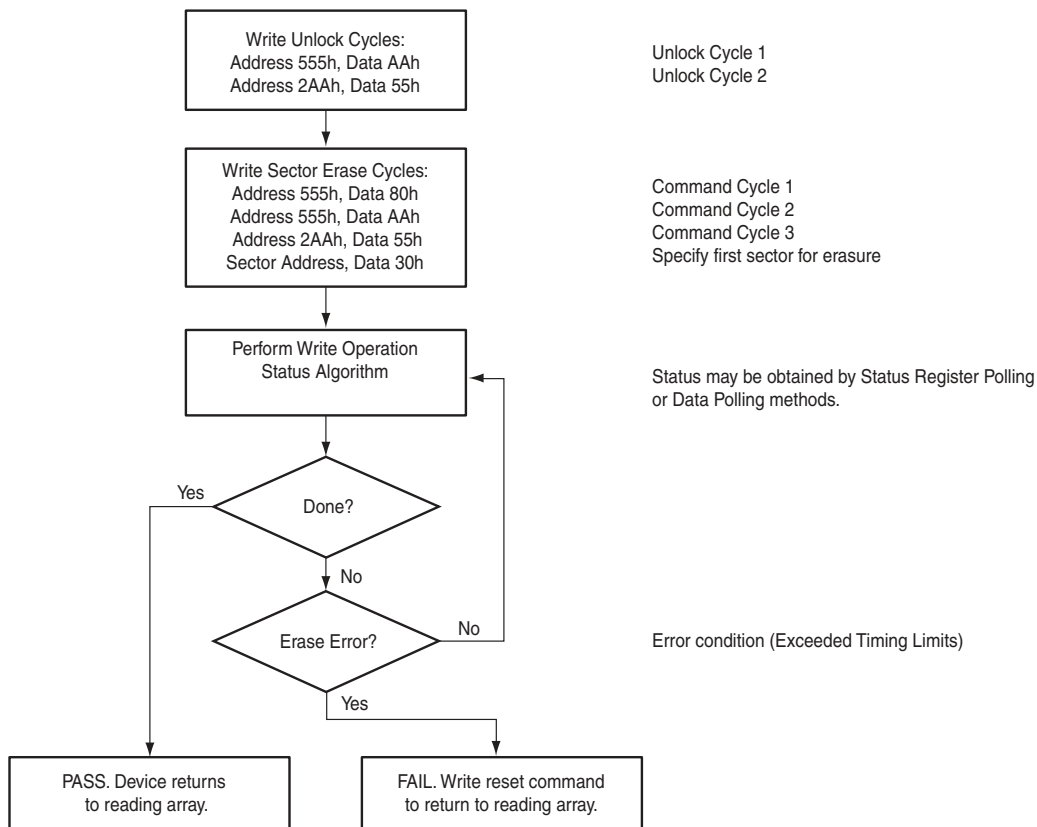 Write Unlock Cycles:
Address 555h, Data AAh
Address 2AAh, Data 55h
Unlock Cycle 1
Unlock Cycle 2
Write Sector Erase Cycles:
Address 555h, Data 80h
Address 555h, Data AAh
Address 2AAh, Data 55h
Sector Address, Data 30h
Command Cycle 1
Command Cycle 2
Command Cycle 3
Specify first sector for erasure
Perform Write Operation
Status Algorithm
Status may be obtained by Status Register Polling
or Data Polling methods.
Yes
Done?
No
Erase Error?
No
Error condition (Exceeded Timing Limits)
Yes
PASS. Device returns
to reading array.
FAIL. Write reset command
to return to reading array.